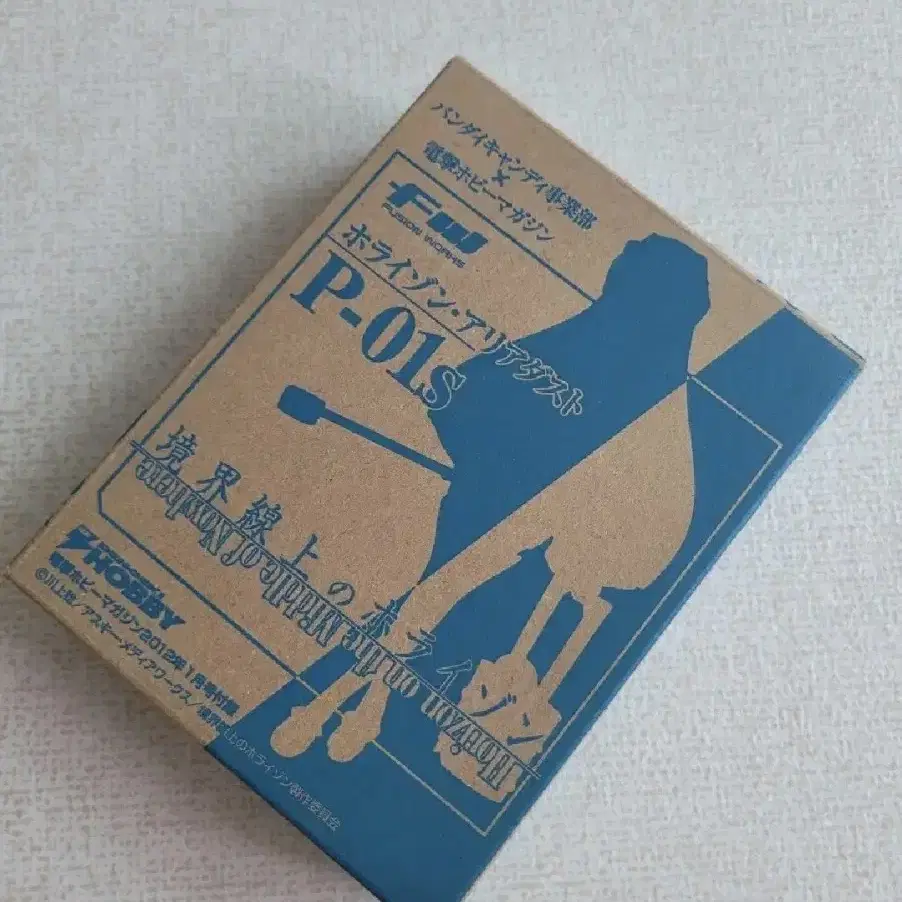 バンダイキャンディ事業部
×
電撃ホビーマガジン
FW
FUSION WORKS
ホライゾン・アリアダスト
P-01s
境界線上のホライゾン
Horizon on the Middle of Nowhere
HOBBY
電撃ホビーマガジン2012年1月号付録
©川上稔/アスキー・メディアワークス/境界線上のホライゾン製作委員会